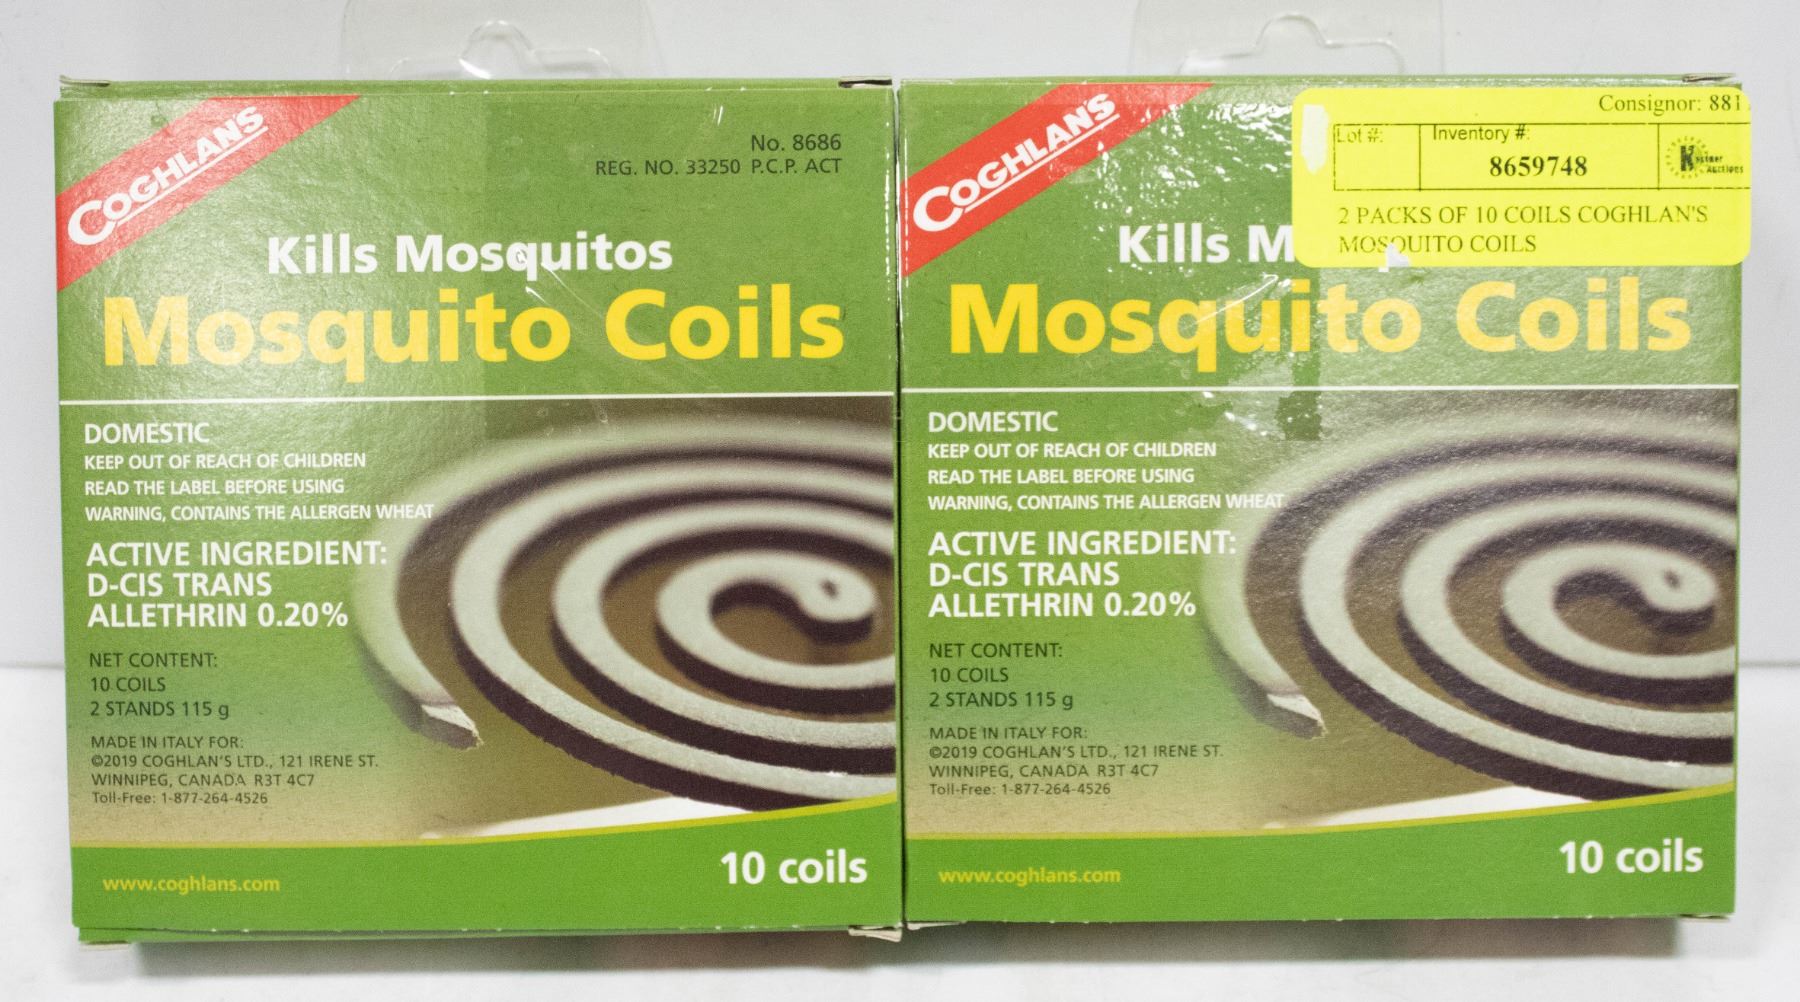 COGHLAN'S
No. 8686
REG. NO. 33250 P.C.P. ACT
Kills Mosquitos
Mosquito Coils
DOMESTIC
KEEP OUT OF REACH OF CHILDREN
READ THE LABEL BEFORE USING
WARNING, CONTAINS THE ALLERGEN WHEAT
ACTIVE INGREDIENT:
D-CIS TRANS
ALLETHRIN 0.20%
NET CONTENT:
10 COILS
2 STANDS 115 g
MADE IN ITALY FOR:
©2019 COGHLAN'S LTD., 121 IRENE ST.
WINNIPEG, CANADA R3T 4C7
Toll-Free: 1-877-264-4526
www.coghlans.com
10 coils
COGHLAN'S
Consignor: 881
Lot #:
Inventory #:
8659748
Kastner
Auctions
2 PACKS OF 10 COILS COGHLAN'S
MOSQUITO COILS
Kills M
Mosquito Coils
DOMESTIC
KEEP OUT OF REACH OF CHILDREN
READ THE LABEL BEFORE USING
WARNING, CONTAINS THE ALLERGEN WHEAT
ACTIVE INGREDIENT:
D-CIS TRANS
ALLETHRIN 0.20%
NET CONTENT:
10 COILS
2 STANDS 115 g
MADE IN ITALY FOR:
©2019 COGHLAN'S LTD., 121 IRENE ST.
WINNIPEG, CANADA R3T 4C7
Toll-Free: 1-877-264-4526
www.coghlans.com
10 coils